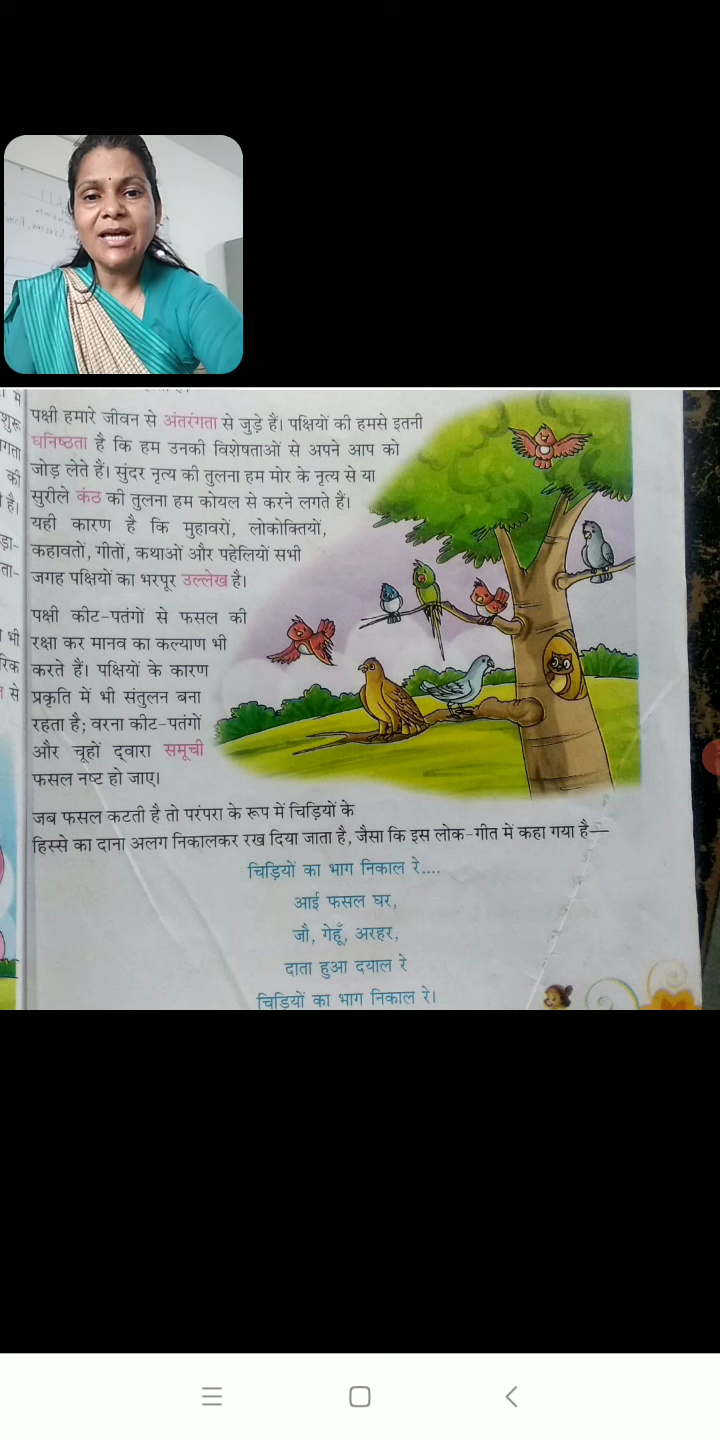 पक्षी हमारे जीवन से अंतरंगता से जुड़े हैं। पक्षियों की हमसे इतनी
घनिष्ठता है कि हम उनकी विशेषताओं से अपने आप को
जोड़ लेते हैं। सुंदर नृत्य की तुलना हम मोर के नृत्य से या
सुरीले कंठ की तुलना हम कोयल से करने लगते हैं।
यही कारण है कि मुहावरों, लोकोक्तियों,
कहावतों, गीतों, कथाओं और पहेलियों सभी
जगह पक्षियों का भरपूर उल्लेख है।
पक्षी कीट-पतंगों से फसल की
रक्षा कर मानव का कल्याण भी
करते हैं। पक्षियों के कारण
प्रकृति में भी संतुलन बना
रहता है; वरना कीट-पतंगों
और चूहों द्वारा समूची
फसल नष्ट हो जाए।
जब फसल कटती है तो परंपरा के रूप में चिड़ियों के
हिस्से का दाना अलग निकालकर रख दिया जाता है, जैसा कि इस लोक-गीत में कहा गया है—
चिड़ियों का भाग निकाल रे....
आई फसल घर,
जौ, गेहूँ, अरहर,
दाता हुआ दयाल रे
चिड़ियों का भाग निकाल रे।